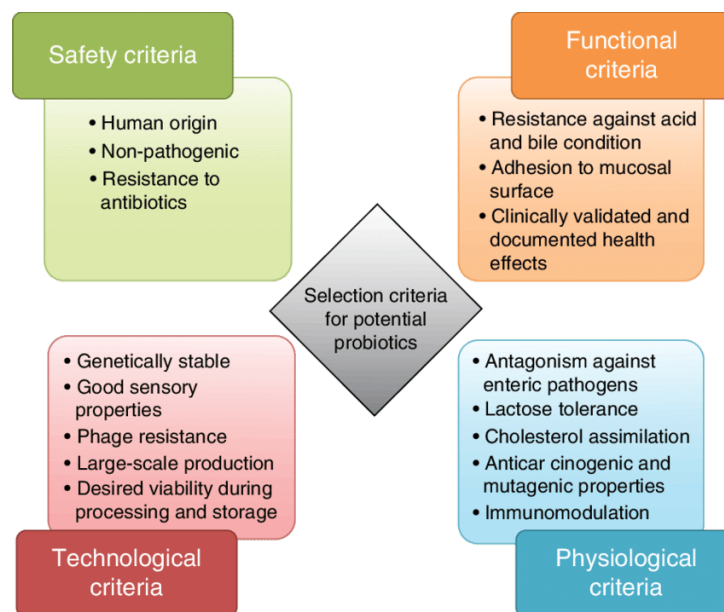 Safety criteria
• Human origin
• Non-pathogenic
• Resistance to
antibiotics
Functional
criteria
• Resistance against acid
and bile condition
• Adhesion to mucosal
surface
• Clinically validated and
documented health
effects
Selection criteria
for potential
probiotics
• Genetically stable
• Good sensory
properties
• Phage resistance
• Large-scale production
• Desired viability during
processing and storage
Technological
criteria
• Antagonism against
enteric pathogens
• Lactose tolerance
• Cholesterol assimilation
• Anticar cinogenic and
mutagenic properties
• Immunomodulation
Physiological
criteria